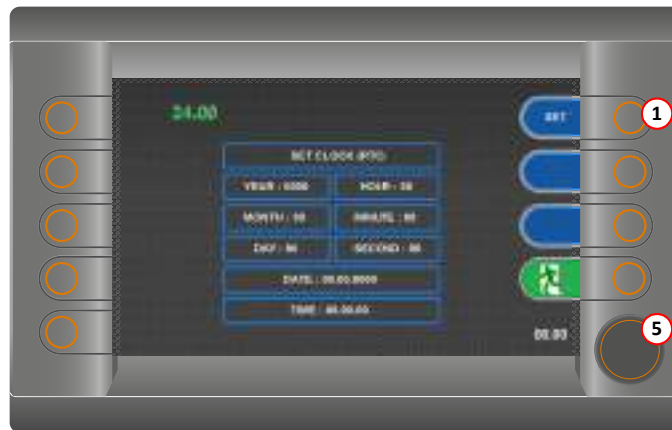 24.00
SET
1
SET CLOCK (RTC)
YEAR : 0000 HOUR : 00
MONTH : 00 MINUTE : 00
DAY : 00 SECOND : 00
DATE : 00.00.0000
TIME : 00.00.00
00.00
5